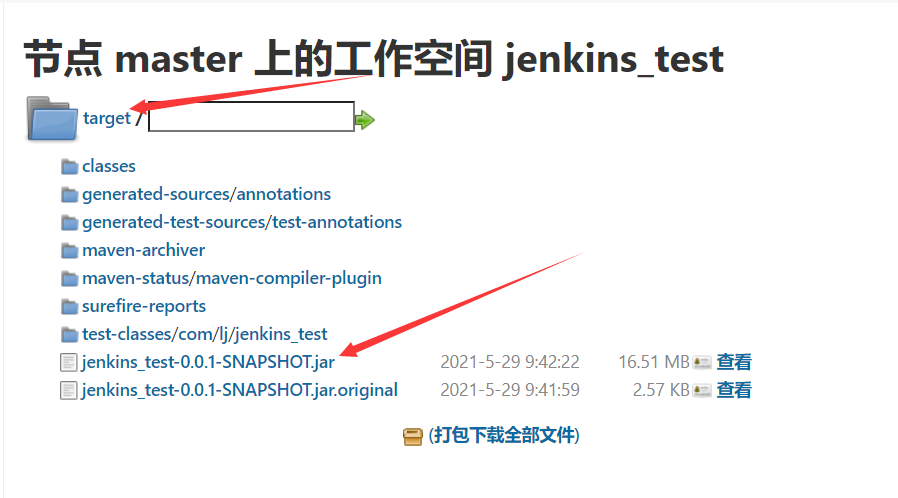 节点 master 上的工作空间 jenkins_test
target /
classes
generated-sources/annotations
generated-test-sources/test-annotations
maven-archiver
maven-status/maven-compiler-plugin
surefire-reports
test-classes/com/lj/jenkins_test
jenkins_test-0.0.1-SNAPSHOT.jar 2021-5-29 9:42:22 16.51 MB 查看
jenkins_test-0.0.1-SNAPSHOT.jar.original 2021-5-29 9:41:59 2.57 KB 查看
(打包下载全部文件)